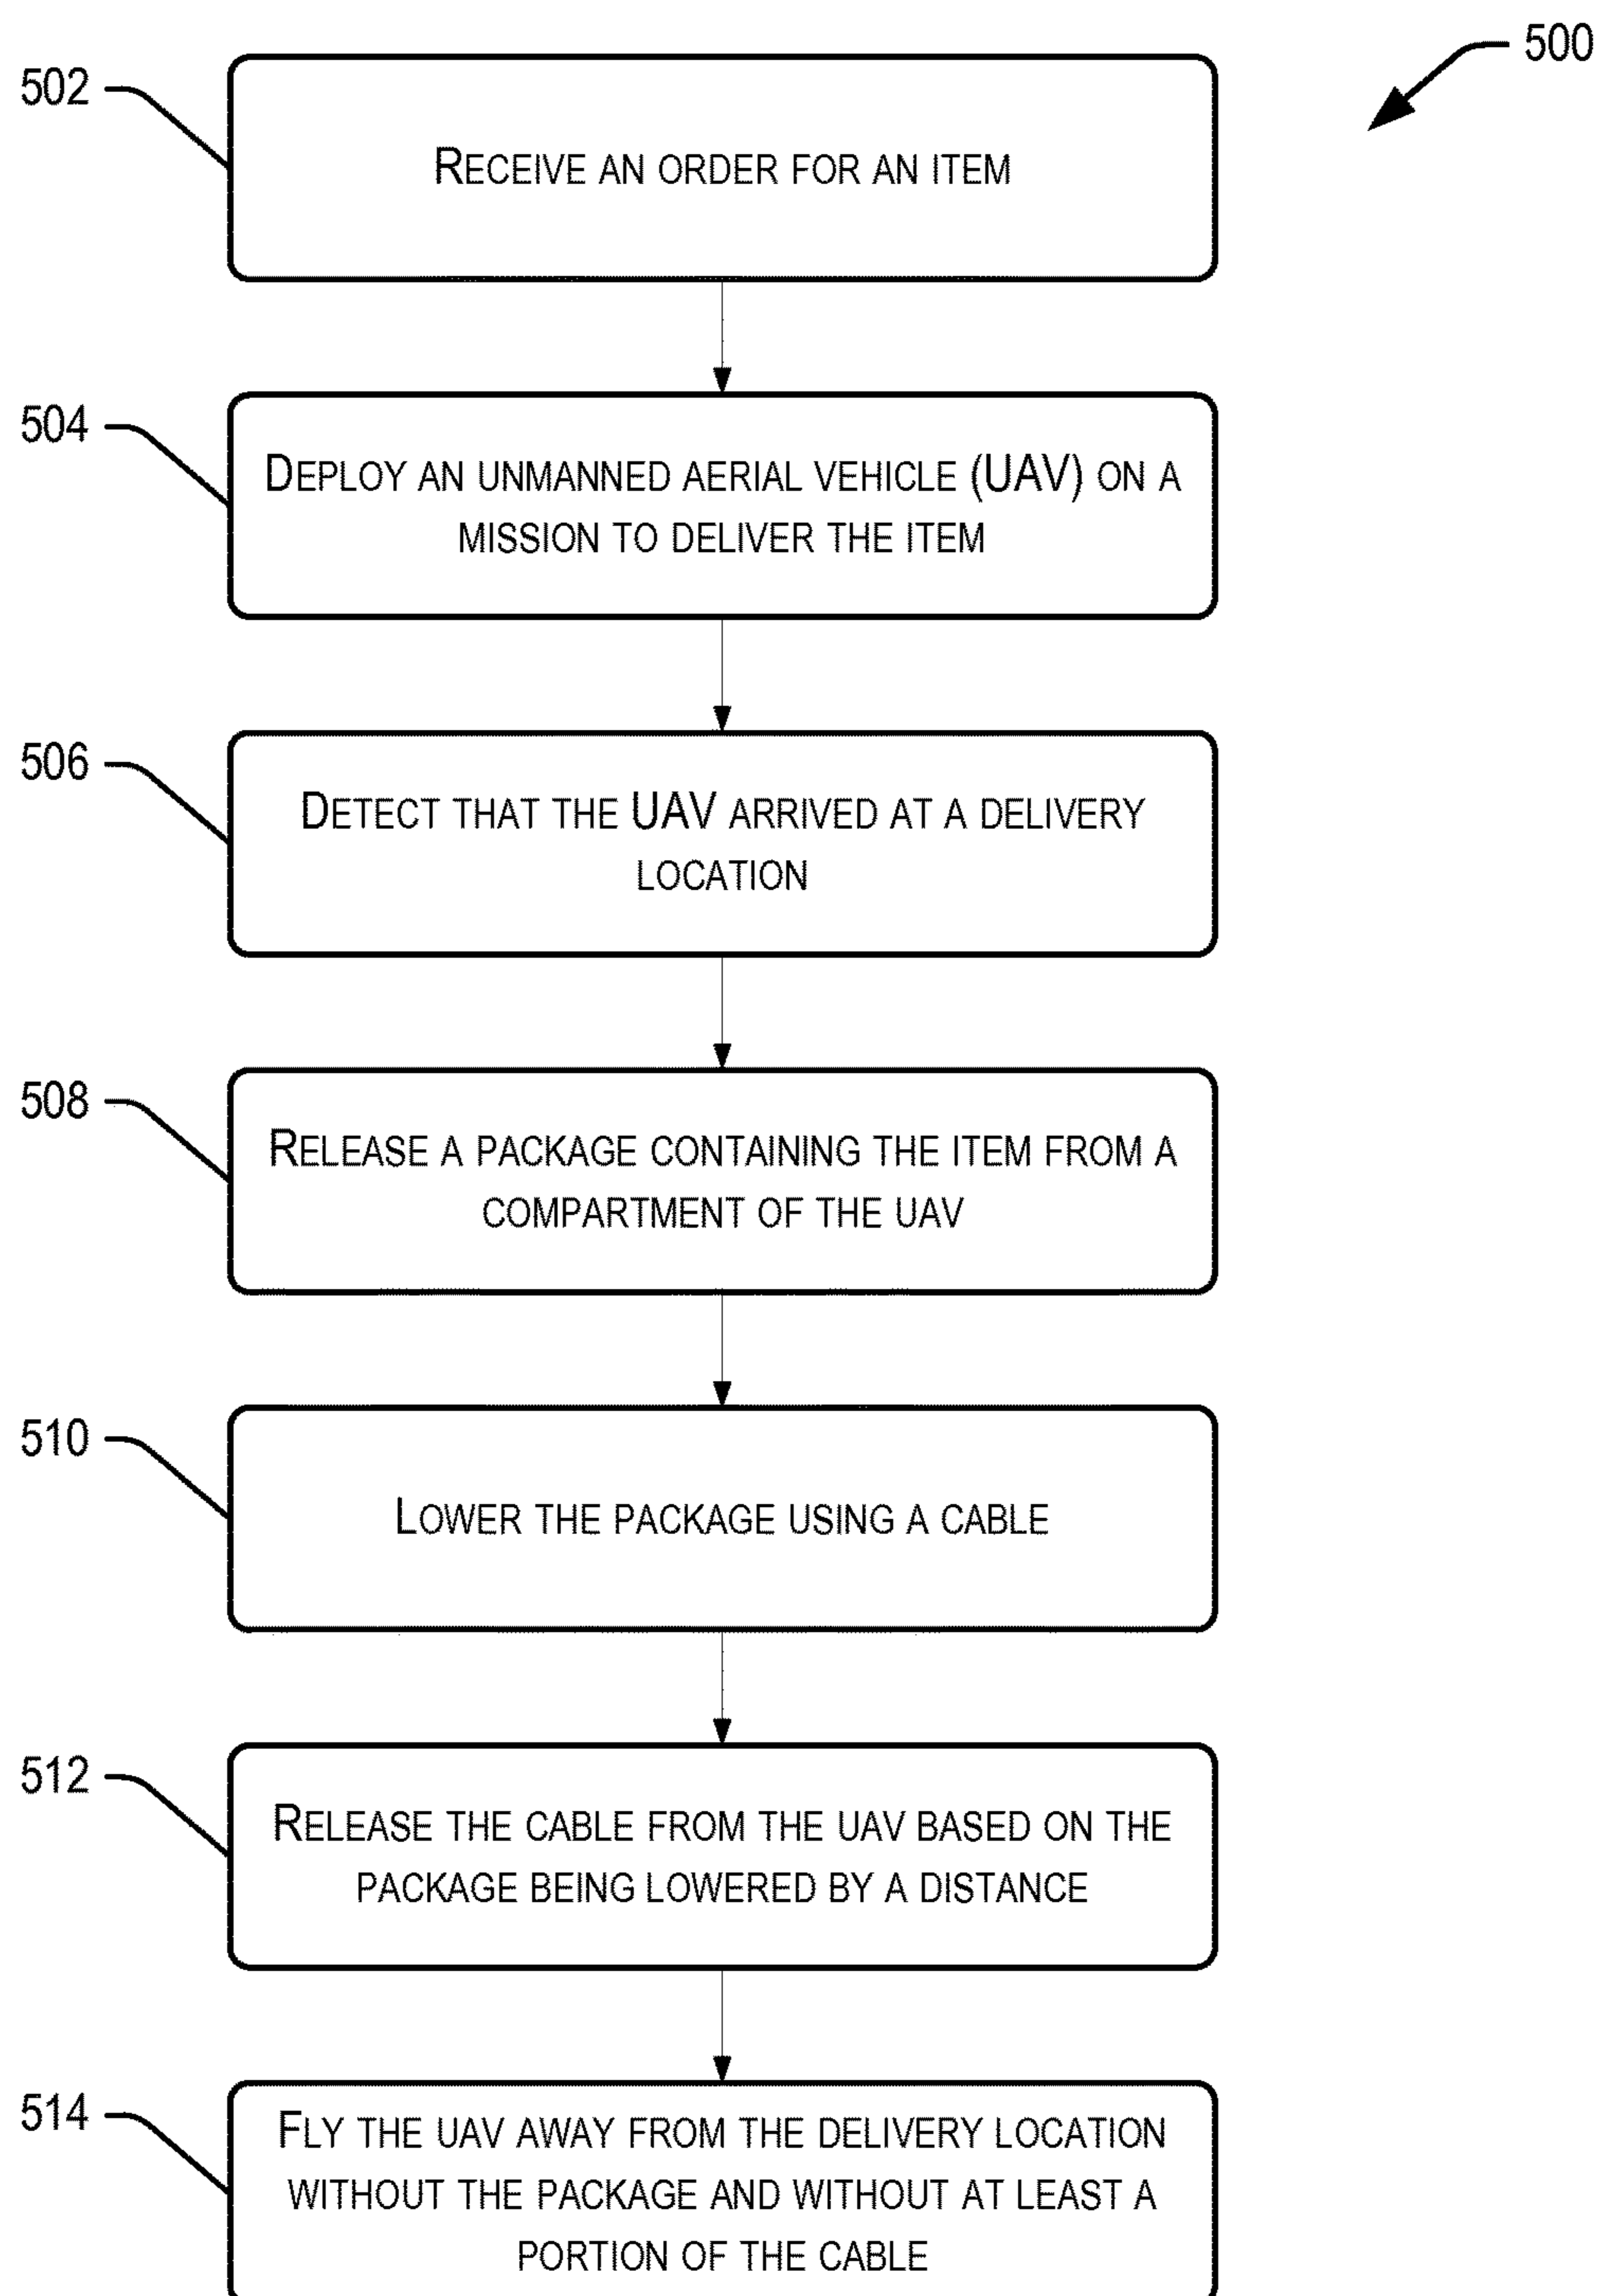 500
502
RECEIVE AN ORDER FOR AN ITEM
504
DEPLOY AN UNMANNED AERIAL VEHICLE (UAV) ON A
MISSION TO DELIVER THE ITEM
506
DETECT THAT THE UAV ARRIVED AT A DELIVERY
LOCATION
508
RELEASE A PACKAGE CONTAINING THE ITEM FROM A
COMPARTMENT OF THE UAV
510
LOWER THE PACKAGE USING A CABLE
512
RELEASE THE CABLE FROM THE UAV BASED ON THE
PACKAGE BEING LOWERED BY A DISTANCE
514
FLY THE UAV AWAY FROM THE DELIVERY LOCATION
WITHOUT THE PACKAGE AND WITHOUT AT LEAST A
PORTION OF THE CABLE